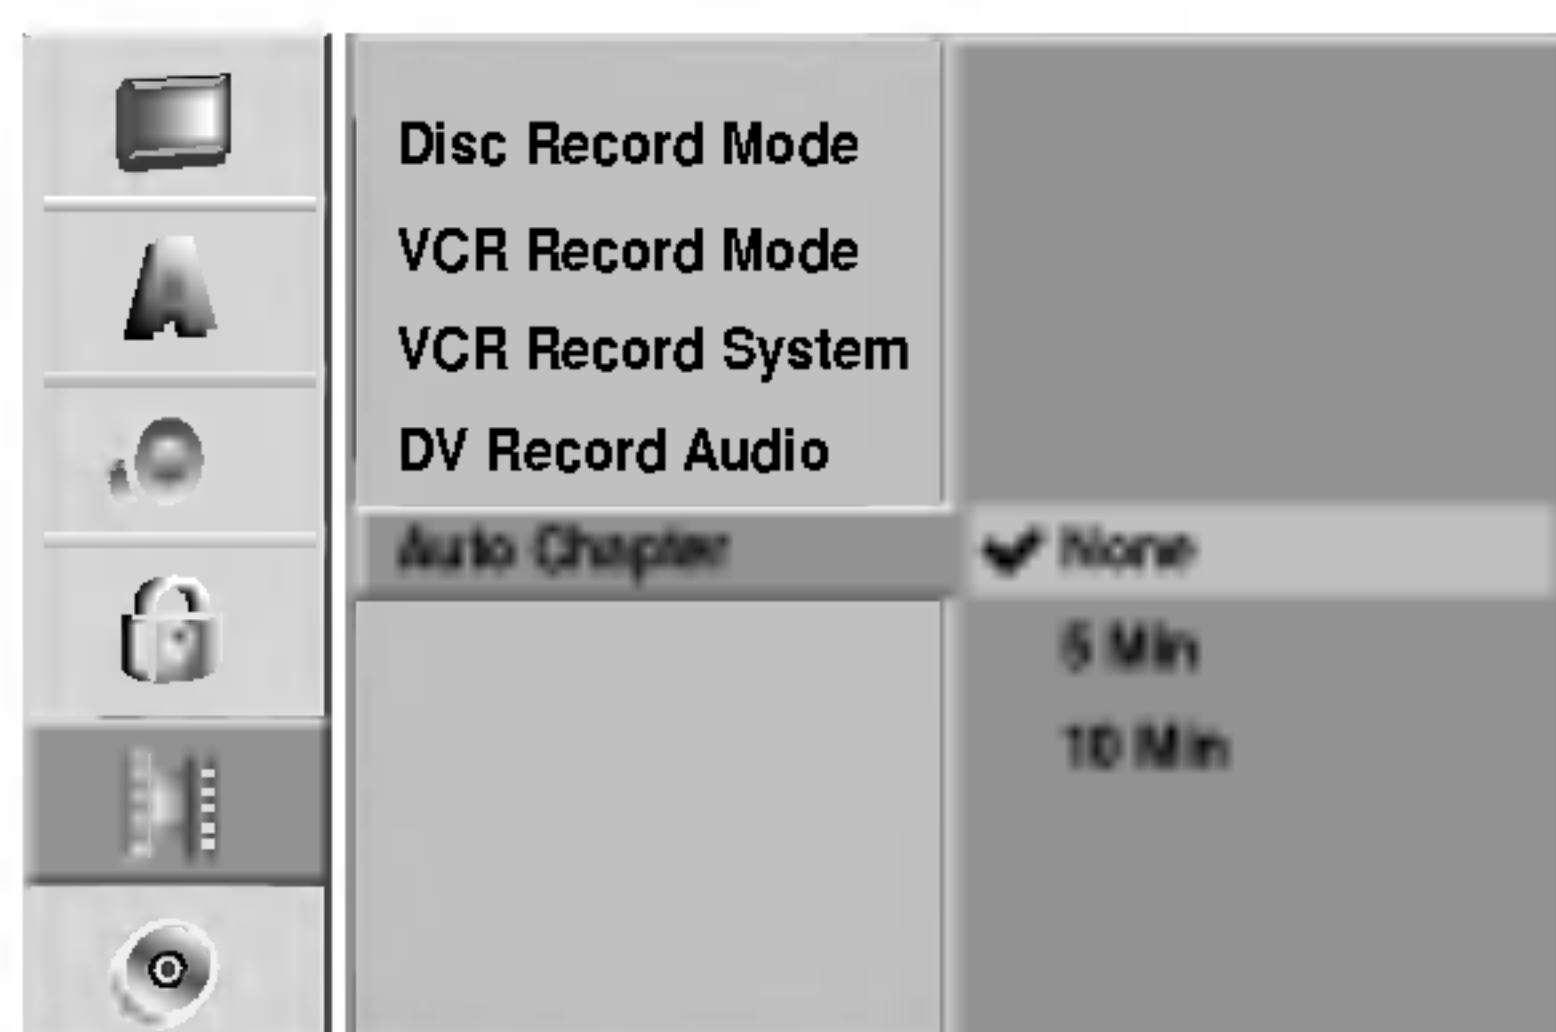 Disc Record Mode
VCR Record Mode
VCR Record System
DV Record Audio
Auto Chapter
None
5 Min
10 Min